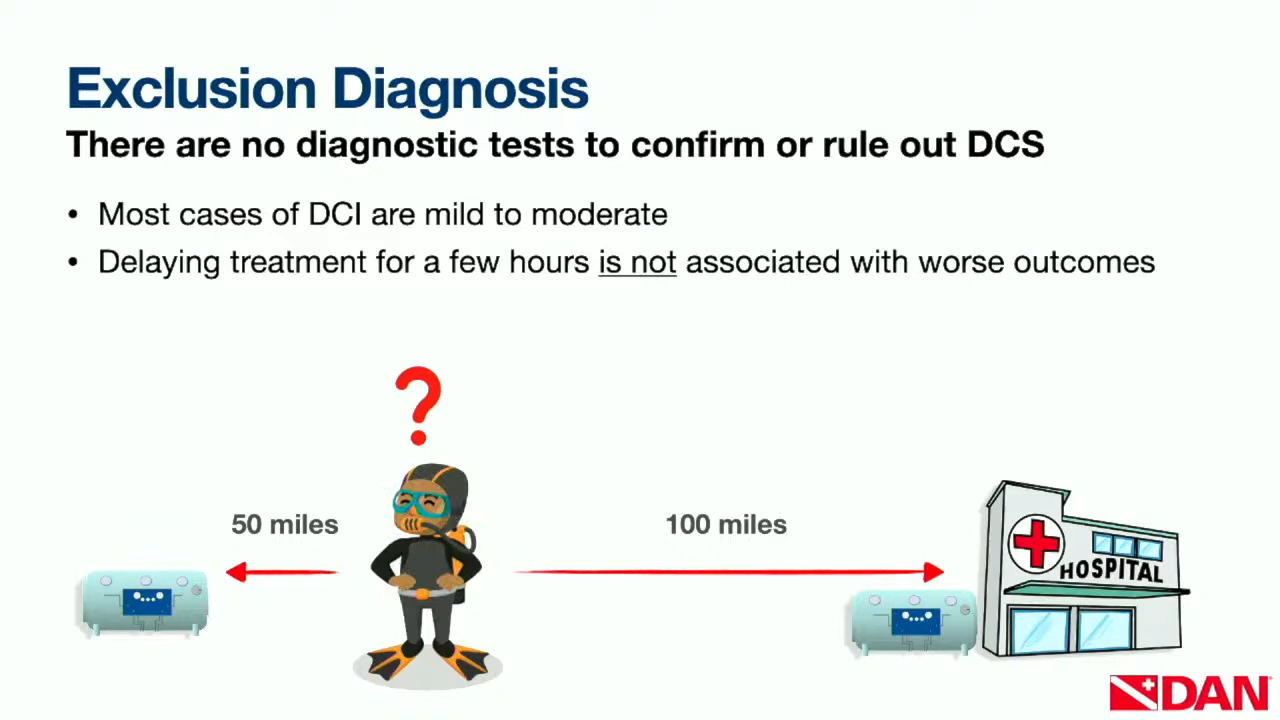 Exclusion Diagnosis
There are no diagnostic tests to confirm or rule out DCS
• Most cases of DCI are mild to moderate
• Delaying treatment for a few hours is not associated with worse outcomes
?
50 miles
100 miles
HOSPITAL
DAN